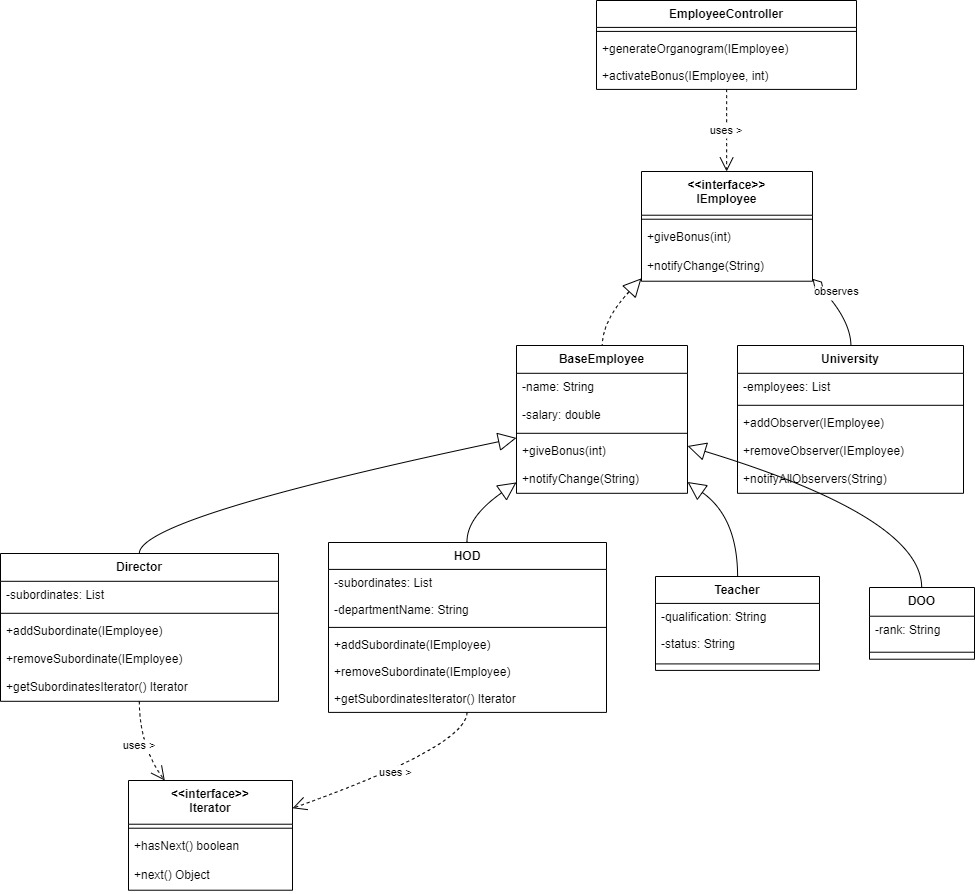 EmployeeController
+generateOrganogram(IEmployee)
+activateBonus(IEmployee, int)
uses >
<<interface>>
IEmployee
+giveBonus(int)
+notifyChange(String)
observes
BaseEmployee
-name: String
-salary: double
+giveBonus(int)
+notifyChange(String)
University
-employees: List
+addObserver(IEmployee)
+removeObserver(IEmployee)
+notifyAllObservers(String)
Director
-subordinates: List
+addSubordinate(IEmployee)
+removeSubordinate(IEmployee)
+getSubordinatesIterator() Iterator
HOD
-subordinates: List
-departmentName: String
+addSubordinate(IEmployee)
+removeSubordinate(IEmployee)
+getSubordinatesIterator() Iterator
Teacher
-qualification: String
-status: String
DOO
-rank: String
uses >
uses >
<<interface>>
Iterator
+hasNext() boolean
+next() Object